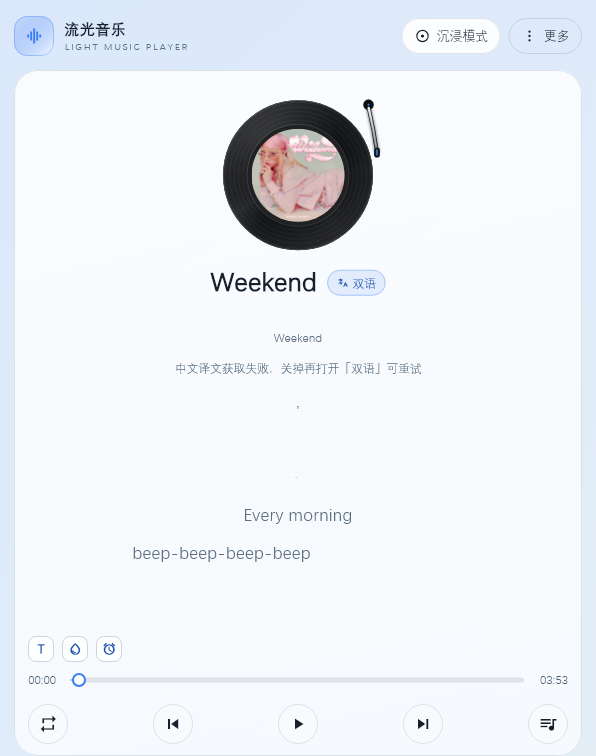 流光音乐
LIGHT MUSIC PLAYER
沉浸模式
更多
Weekend
双语
Weekend
中文译文获取失败，关掉再打开「双语」可重试
,
.
Every morning
beep-beep-beep-beep
T
00:00
03:53